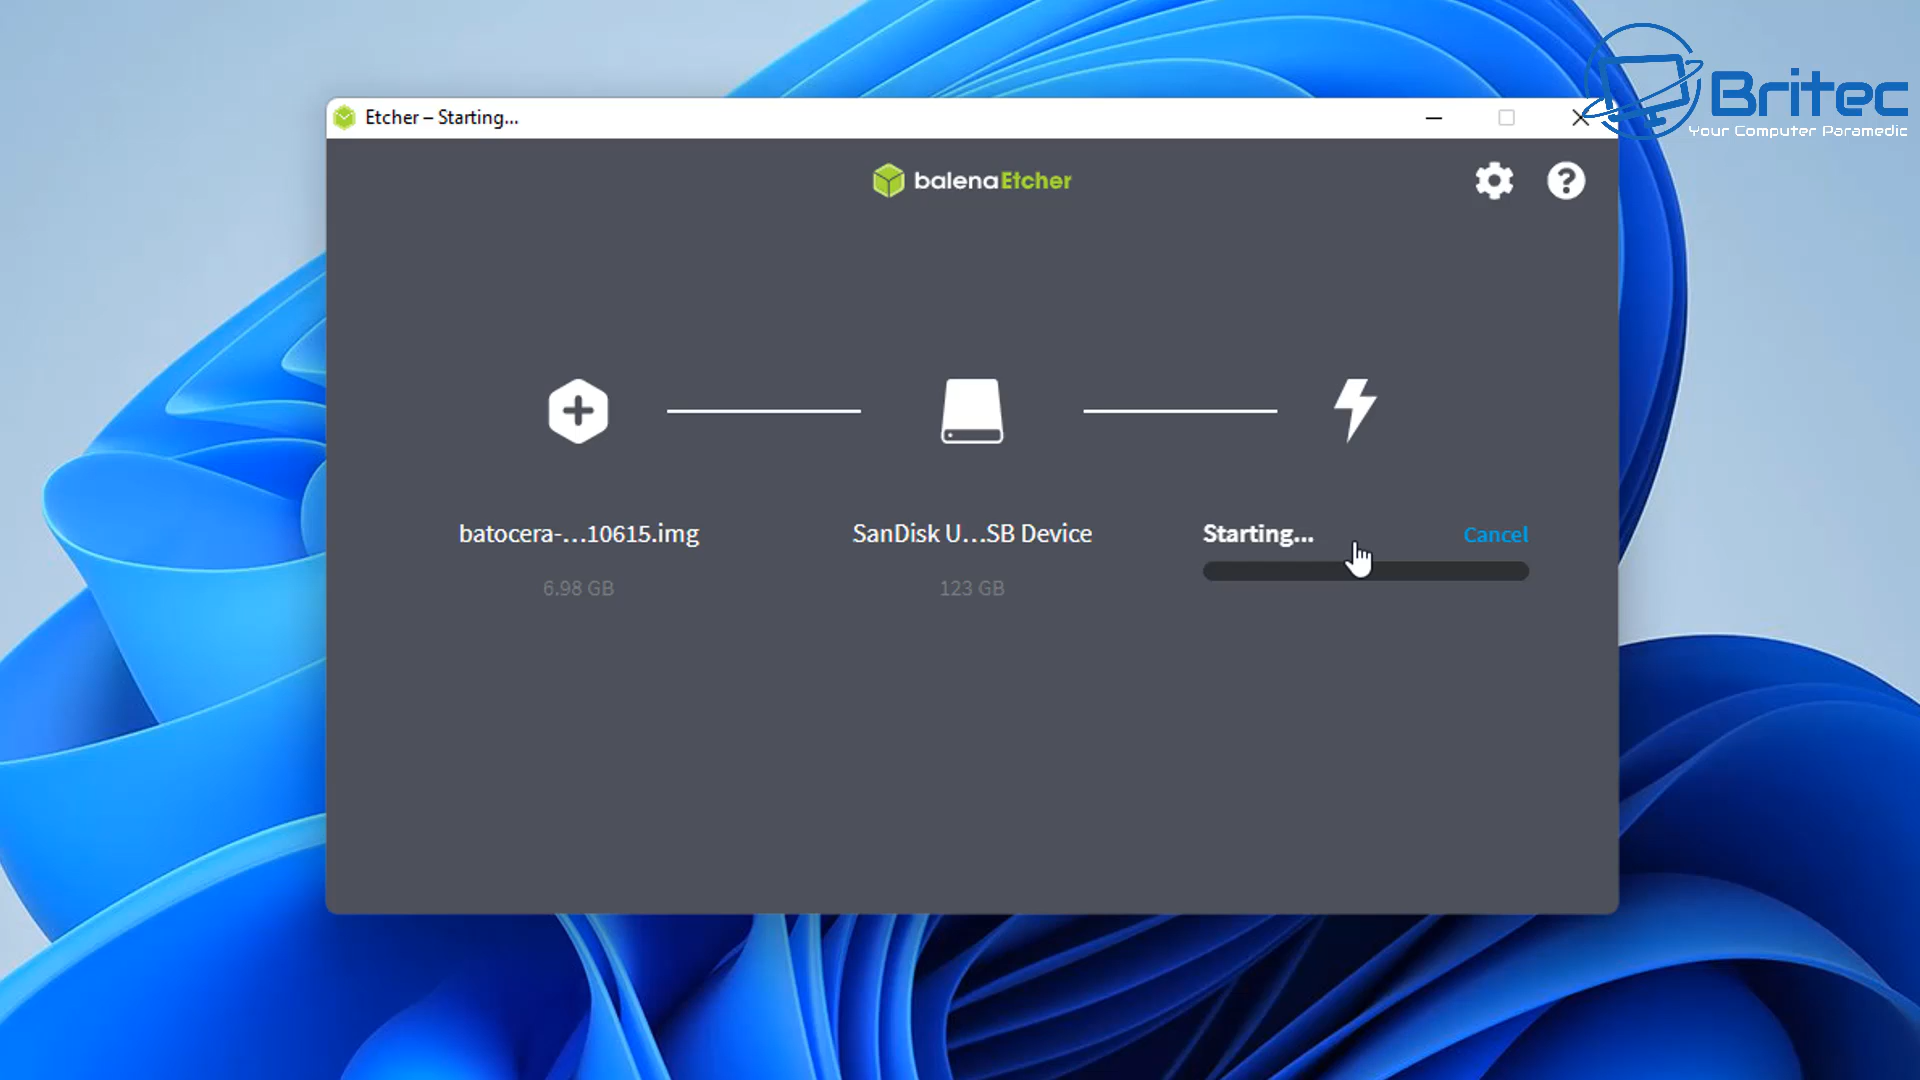 Britec
Your Computer Paramedic
Etcher – Starting...
balenaEtcher
batocera-...10615.img
SanDisk U...SB Device
Starting...
Cancel
6.98 GB
123 GB